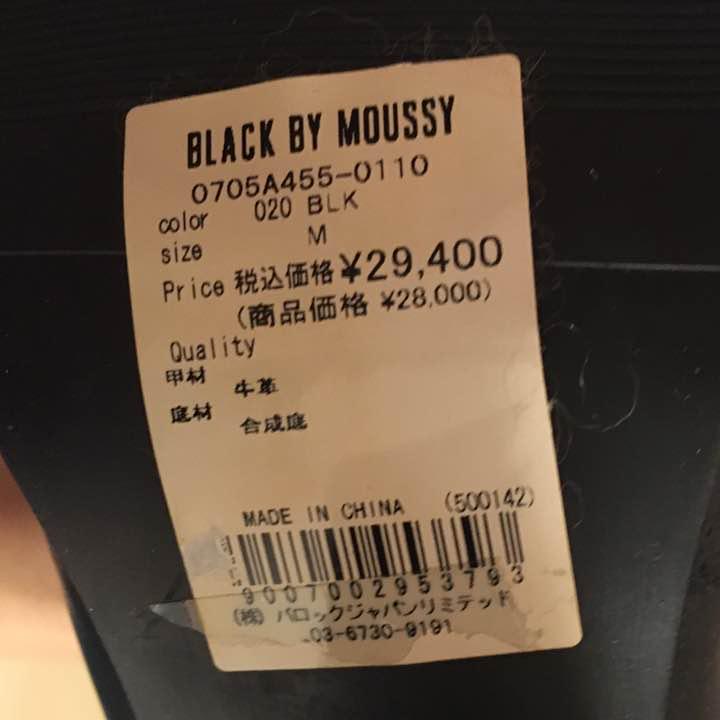 BLACK BY MOUSSY
0705A455-0110
color 020 BLK
size M
Price 税込価格 ¥29,400
(商品価格 ¥28,000)
Quality
甲材 牛革
底材 合成底
MADE IN CHINA (500142)
9007002953793
(株) バロックジャパンリミテッド
03-6730-9191